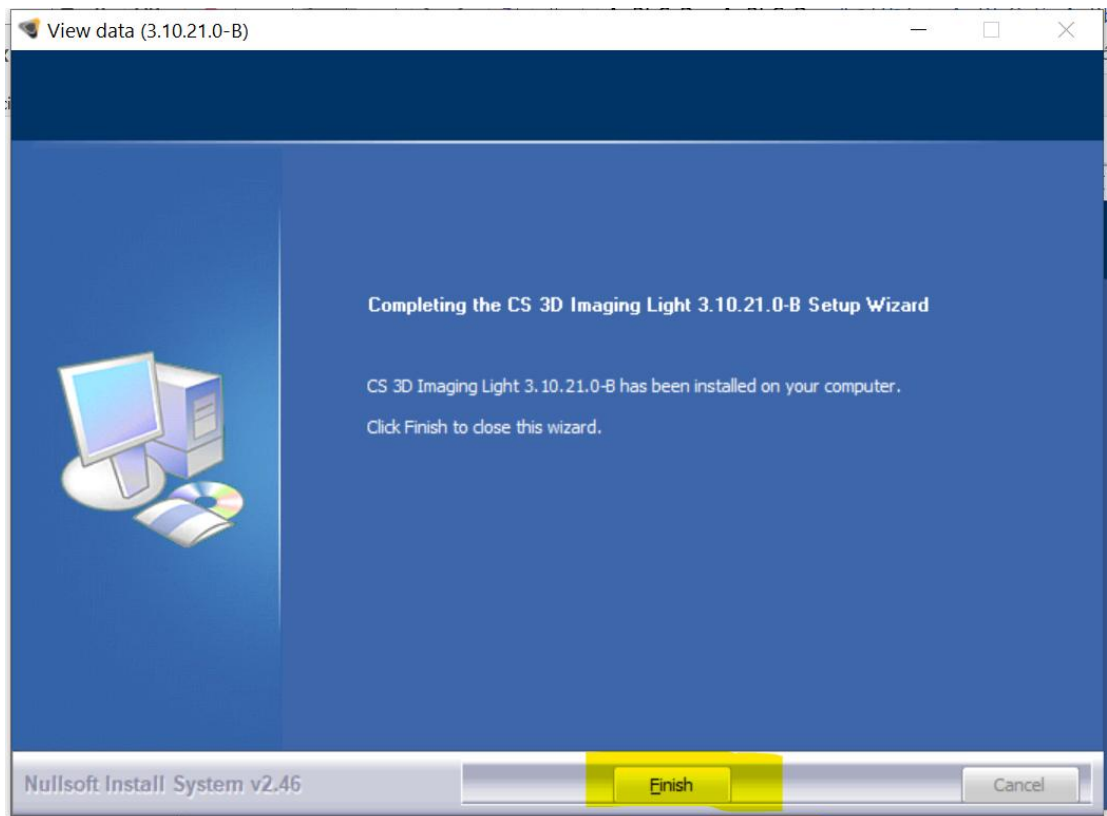 View data (3.10.21.0-B)
Completing the CS 3D Imaging Light 3.10.21.0-B Setup Wizard
CS 3D Imaging Light 3.10.21.0-B has been installed on your computer.
Click Finish to close this wizard.
Nullsoft Install System v2.46
Finish
Cancel